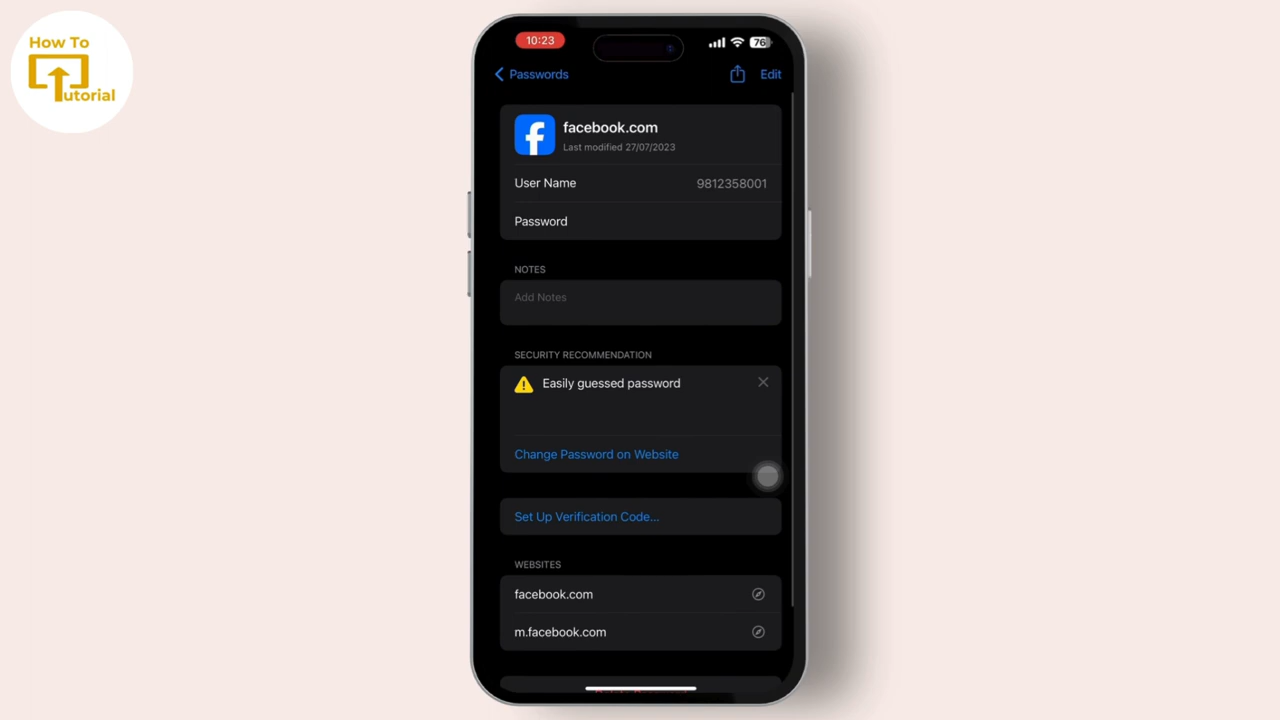 How To
Tutorial
10:23
76
Passwords
Edit
facebook.com
Last modified 27/07/2023
User Name
9812358001
Password
NOTES
Add Notes
SECURITY RECOMMENDATION
Easily guessed password
Change Password on Website
Set Up Verification Code...
WEBSITES
facebook.com
m.facebook.com